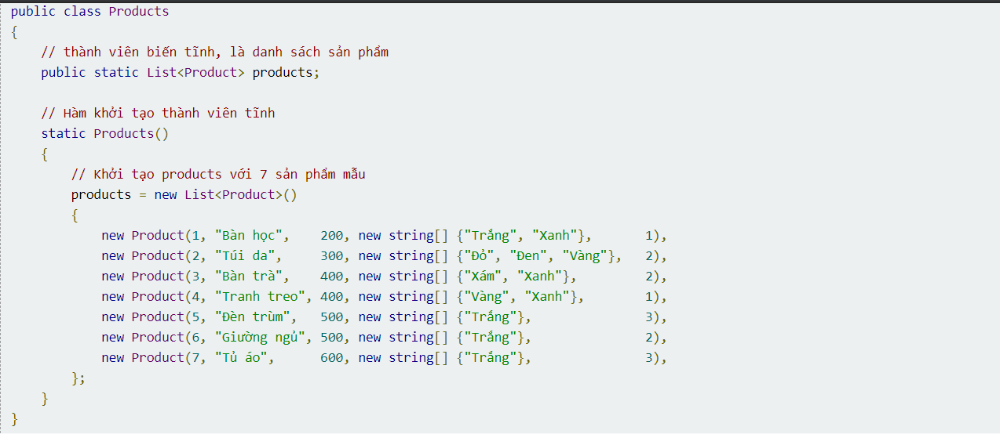 public class Products
{
    // thành viên biến tĩnh, là danh sách sản phẩm
    public static List<Product> products;

    // Hàm khởi tạo thành viên tĩnh
    static Products()
    {
        // Khởi tạo products với 7 sản phẩm mẫu
        products = new List<Product>()
        {
            new Product(1, "Bàn học",    200, new string[] {"Trắng", "Xanh"},       1),
            new Product(2, "Túi da",     300, new string[] {"Đỏ", "Đen", "Vàng"},   2),
            new Product(3, "Bàn trà",    400, new string[] {"Xám", "Xanh"},         2),
            new Product(4, "Tranh treo", 400, new string[] {"Vàng", "Xanh"},        1),
            new Product(5, "Đèn trùm",   500, new string[] {"Trắng"},               3),
            new Product(6, "Giường ngủ", 500, new string[] {"Trắng"},               2),
            new Product(7, "Tủ áo",      600, new string[] {"Trắng"},               3),
        };
    }
}